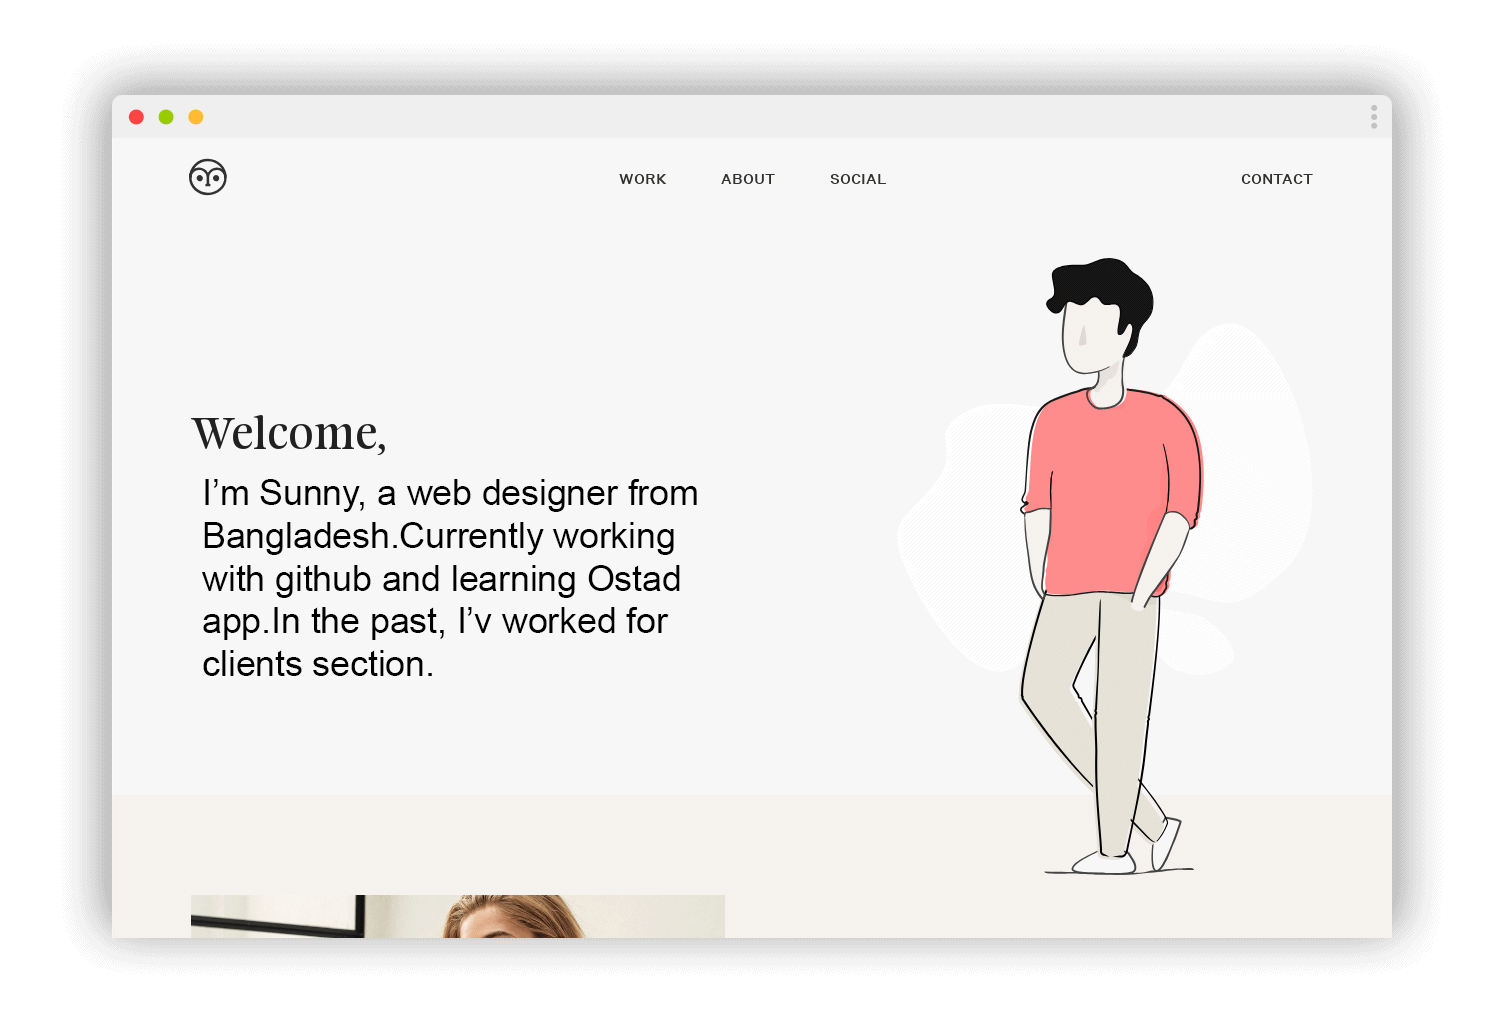 WORK ABOUT SOCIAL CONTACT
Welcome,
I’m Sunny, a web designer from
Bangladesh.Currently working
with github and learning Ostad
app.In the past, I’v worked for
clients section.